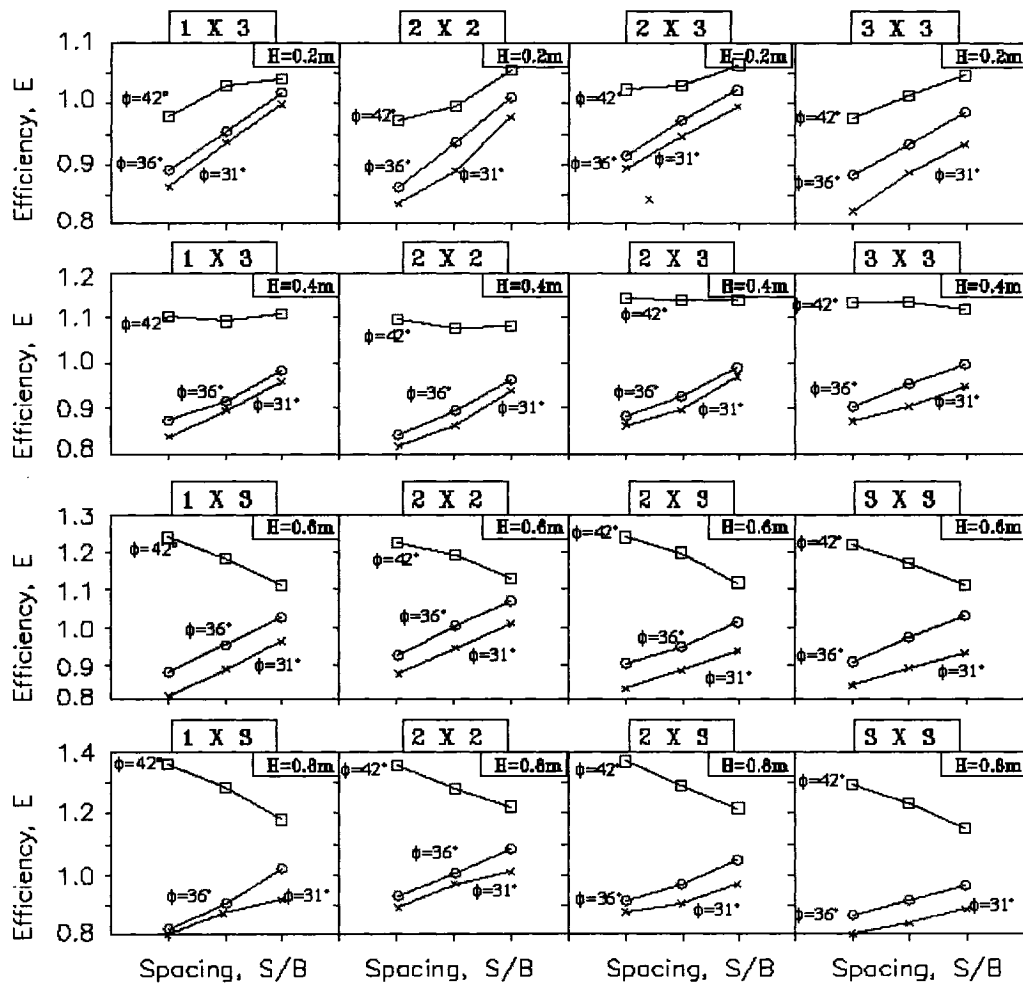 1 X 3 2 X 2 2 X 3 3 X 3
1.1 H=0.2m H=0.2m H=0.2m H=0.2m
Efficiency, E
1.0
0.9
0.8
ϕ=42° ϕ=42° ϕ=42° ϕ=42°
ϕ=36° ϕ=36° ϕ=36° ϕ=36°
ϕ=31° ϕ=31° ϕ=31° ϕ=31°
1 X 3 2 X 2 2 X 3 3 X 3
1.2 H=0.4m H=0.4m H=0.4m H=0.4m
Efficiency, E
1.1
1.0
0.9
0.8
ϕ=42 ϕ=42° ϕ=42° ϕ=42°
ϕ=36° ϕ=36° ϕ=36° ϕ=36°
ϕ=31° ϕ=31° ϕ=31° ϕ=31°
1 X 3 2 X 2 2 X 3 3 X 3
1.3 H=0.6m H=0.6m H=0.6m H=0.6m
Efficiency, E
1.2
1.1
1.0
0.9
0.8
ϕ=42° ϕ=42° ϕ=42° ϕ=42°
ϕ=36° ϕ=36° ϕ=36° ϕ=36°
ϕ=31° ϕ=31° ϕ=31° ϕ=31°
1 X 3 2 X 2 2 X 3 3 X 3
1.4 H=0.8m H=0.8m H=0.8m H=0.8m
Efficiency, E
1.2
1.0
0.8
ϕ=42° ϕ=42° ϕ=42° ϕ=42°
ϕ=36° ϕ=36° ϕ=36° ϕ=36°
ϕ=31° ϕ=31° ϕ=31° ϕ=31°
Spacing, S/B Spacing, S/B Spacing, S/B Spacing, S/B